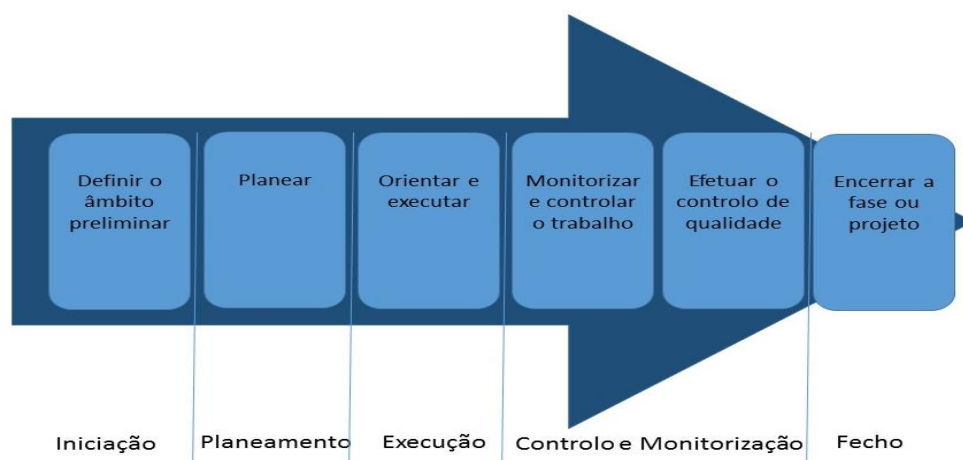 Definir o
âmbito
preliminar
Planear
Orientar e
executar
Monitorizar
e controlar
o trabalho
Efetuar o
controlo de
qualidade
Encerrar a
fase ou
projeto
Iniciação
Planeamento
Execução
Controlo e Monitorização
Fecho